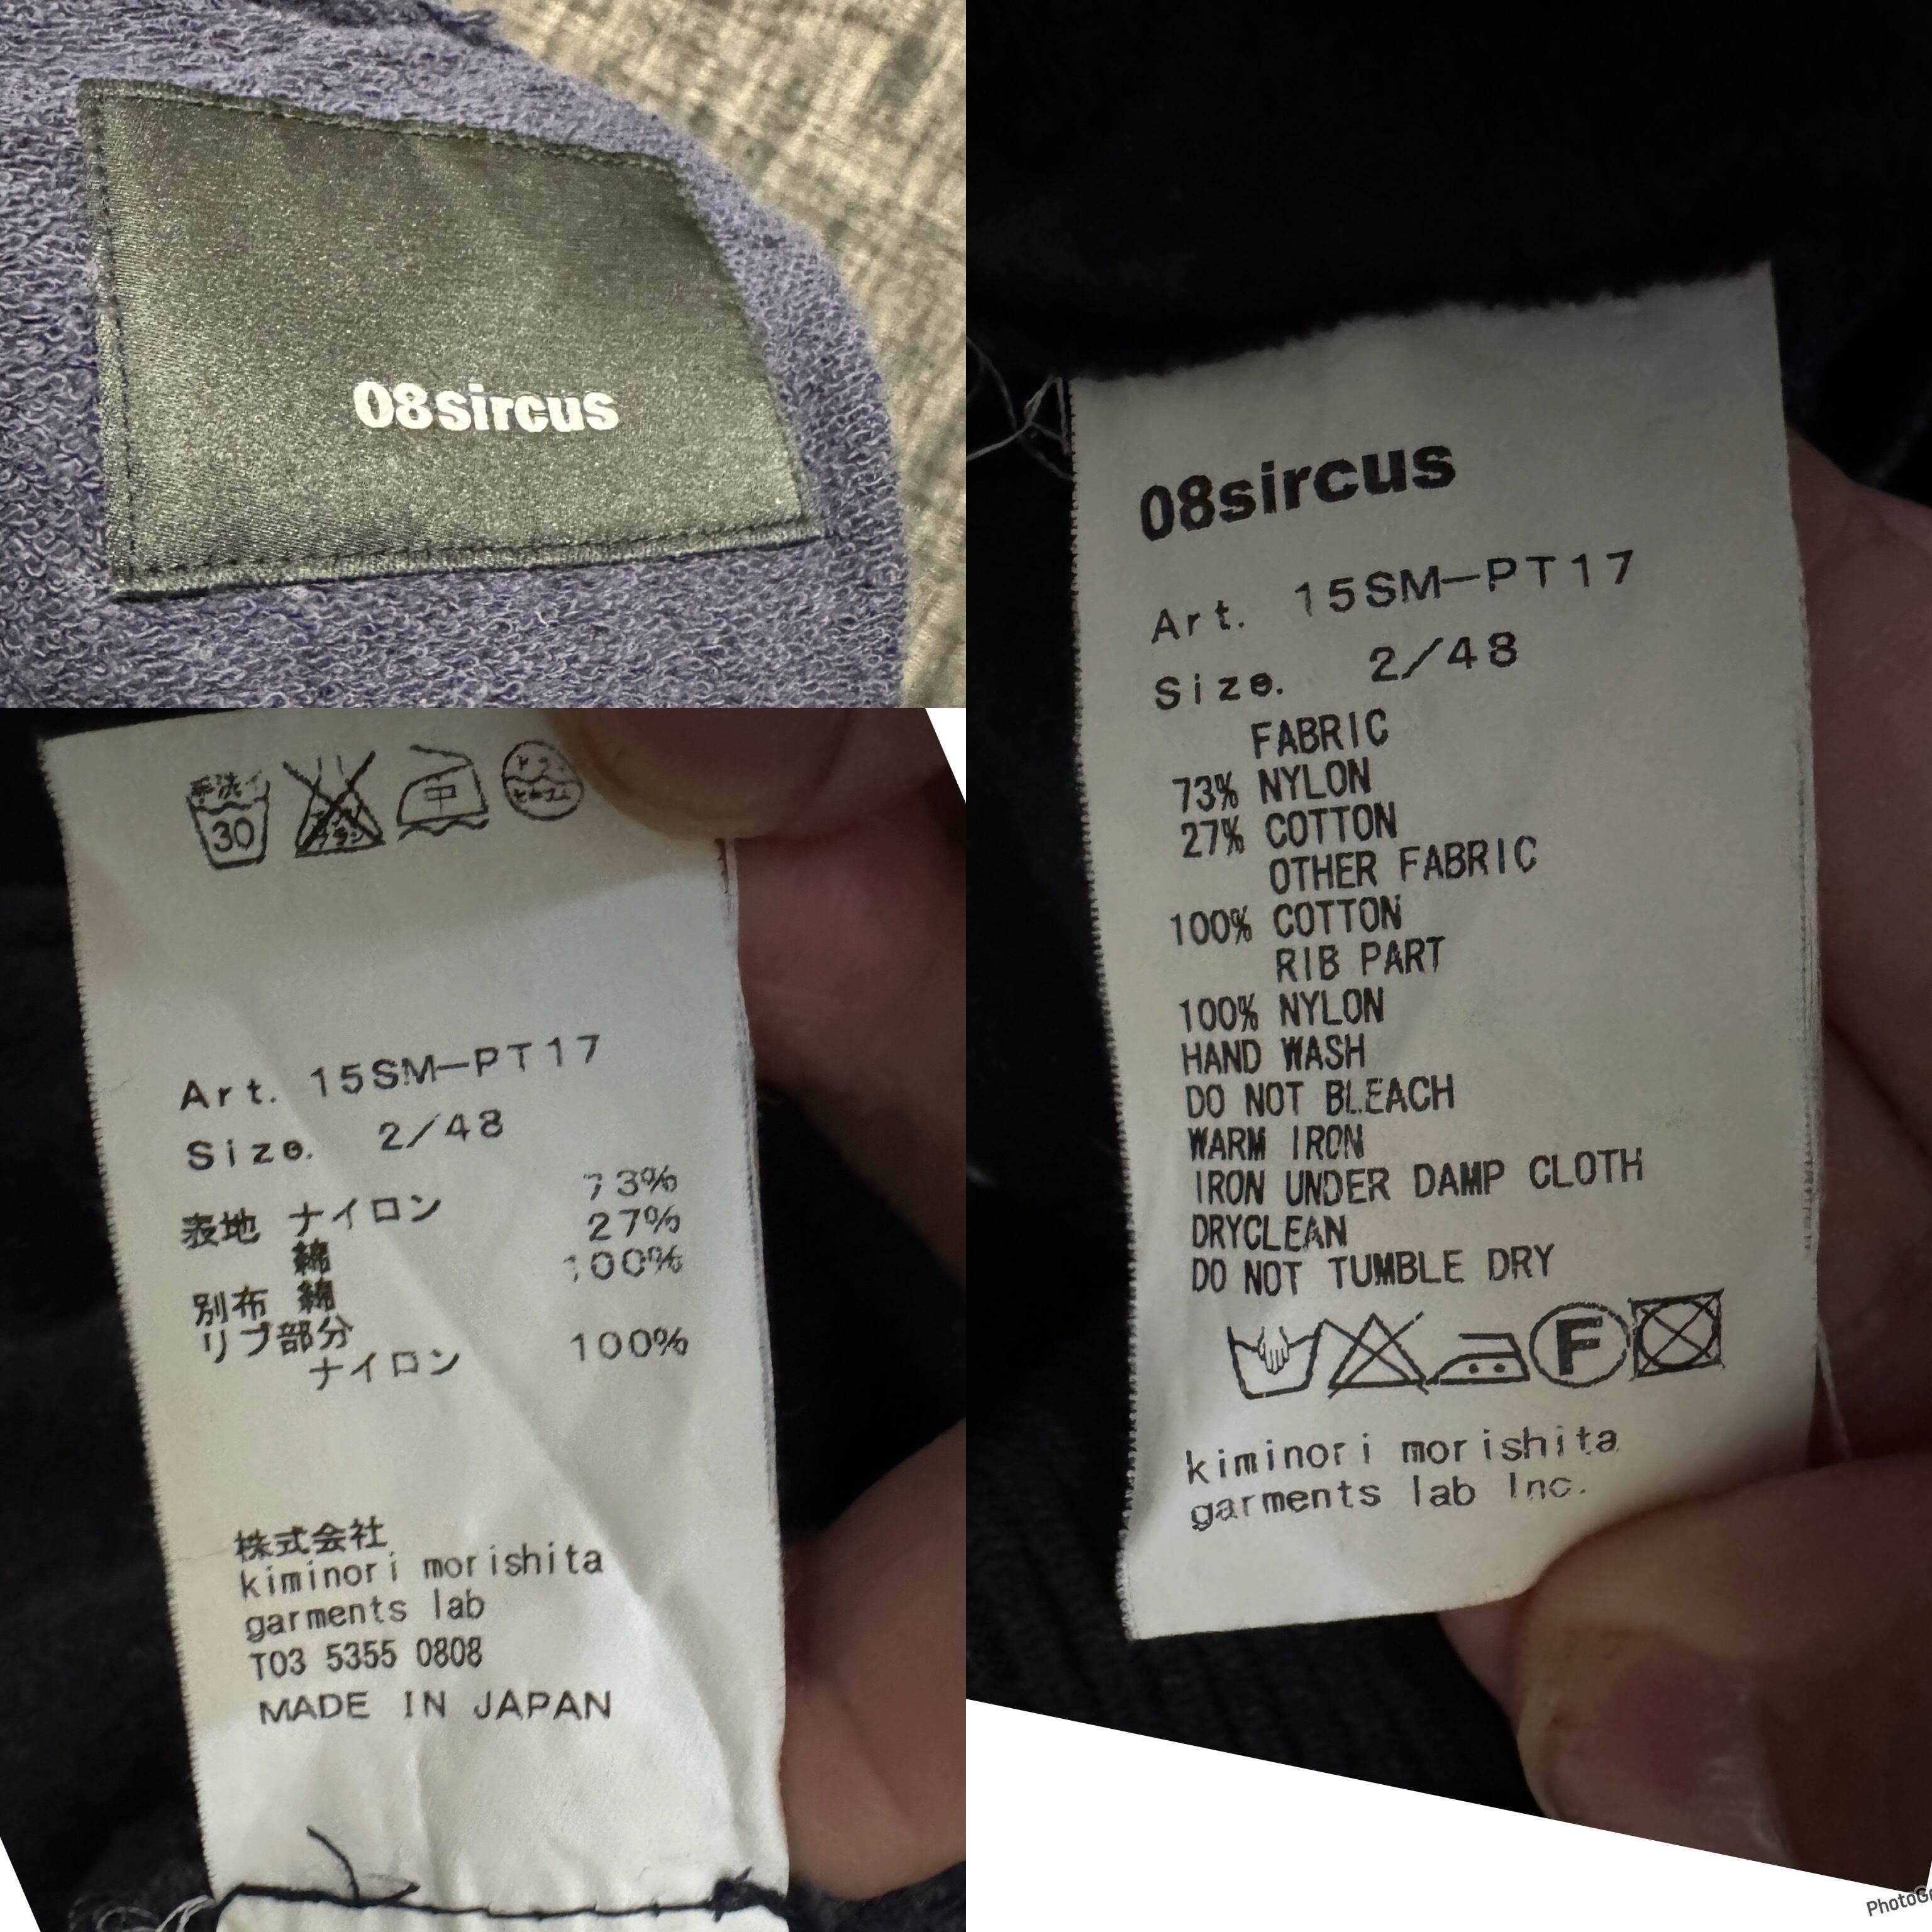 08sircus
手洗イ
30
中
Art. 15SM-PT17
Size. 2/48
表地 ナイロン 73%
綿 27%
別布 綿 100%
リブ部分
ナイロン 100%
株式会社
kiminori morishita
garments lab
T03 5355 0808
MADE IN JAPAN
08sircus
Art. 15SM-PT17
Size. 2/48
FABRIC
73% NYLON
27% COTTON
OTHER FABRIC
100% COTTON
RIB PART
100% NYLON
HAND WASH
DO NOT BLEACH
WARM IRON
IRON UNDER DAMP CLOTH
DRYCLEAN
DO NOT TUMBLE DRY
F
kiminori morishita
garments lab Inc.